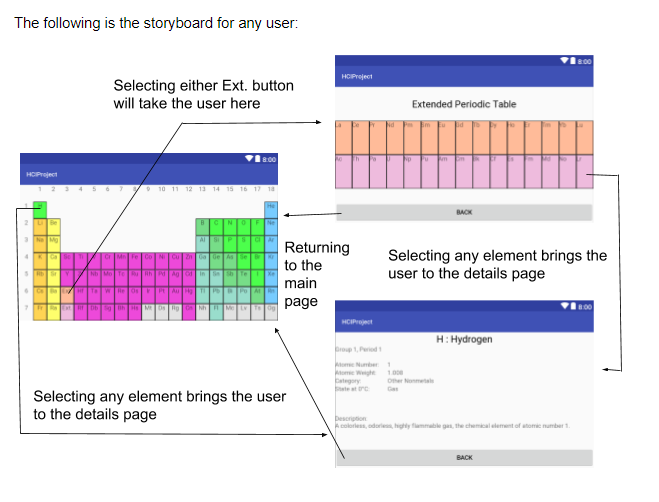 The following is the storyboard for any user:
Selecting either Ext. button
will take the user here
8:00
HCIProject
Extended Periodic Table
La Ce Pr Nd Pm Sm Eu Gd Tb Dy Ho Er Tm Yb Lu
Ac Th Pa U Np Pu Am Cm Bk Cf Es Fm Md No Lr
BACK
8:00
HCIProject
1 2 3 4 5 6 7 8 9 10 11 12 13 14 15 16 17 18
1 H He
2 Li Be B C N O F Ne
3 Na Mg Al Si P S Cl Ar
4 K Ca Sc Ti V Cr Mn Fe Co Ni Cu Zn Ga Ge As Se Br Kr
5 Rb Sr Y Nb Mo Tc Ru Rh Pd Ag Cd In Sn Sb Te I Xe
6 Cs Ba Hf Ta W Re Os Ir Pt Au Hg Tl Pb Bi Po At Rn
7 Fr Ra Ext. Rf Db Sg Bh Hs Mt Ds Rg Cn Nh Fl Mc Lv Ts Og
Returning
to the
main
page
Selecting any element brings the
user to the details page
8:00
HCIProject
H : Hydrogen
Group 1, Period 1
Atomic Number 1
Atomic Weight 1.008
Category Other Nonmetals
State at 0°C Gas
Description:
A colorless, odorless, highly flammable gas, the chemical element of atomic number 1.
BACK
Selecting any element brings the user
to the details page